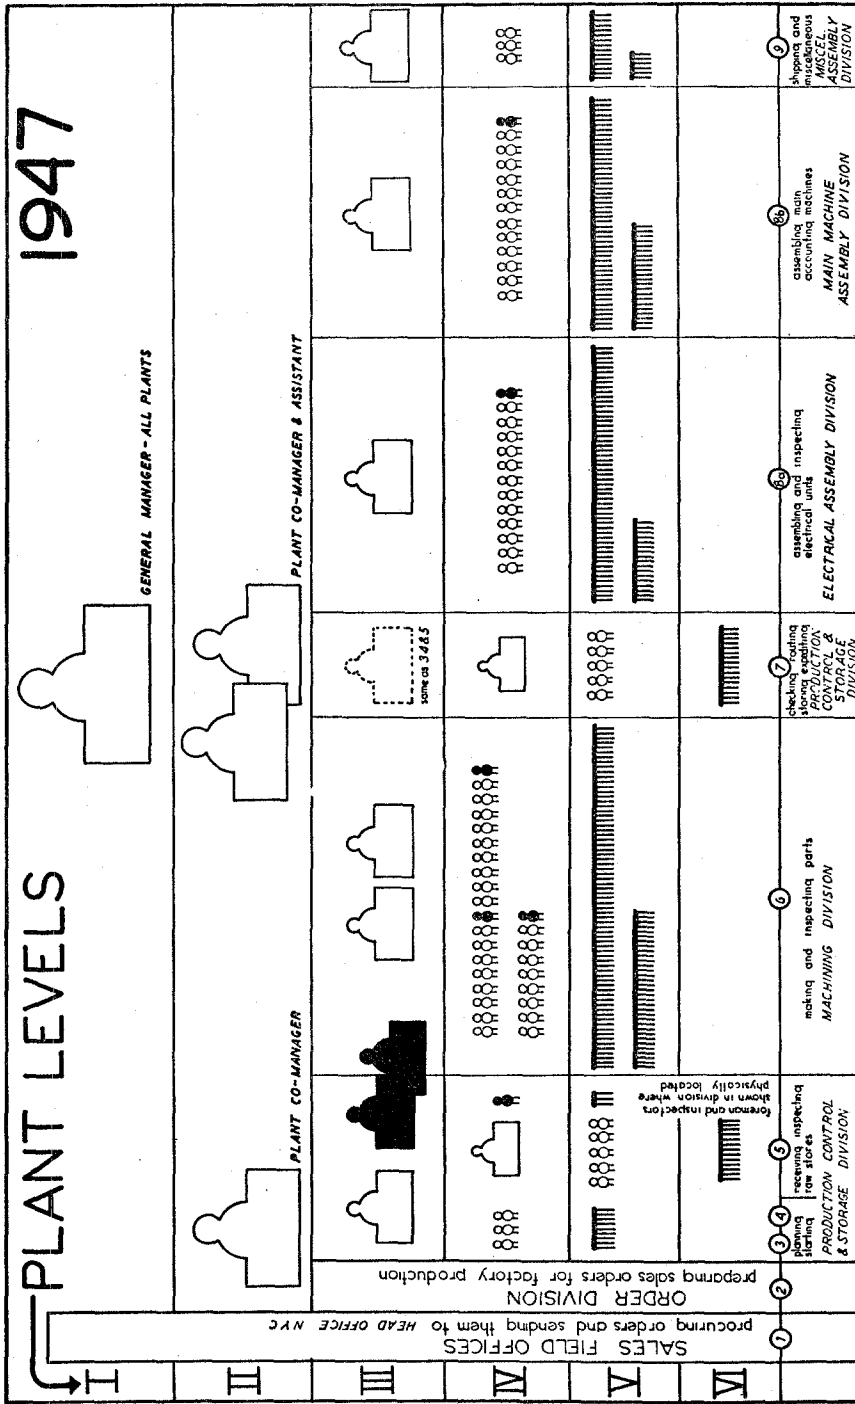 PLANT LEVELS
1947
I
GENERAL MANAGER - ALL PLANTS
II
PLANT CO-MANAGER
PLANT CO-MANAGER & ASSISTANT
III
same as 3 4 & 5
IV
V
foreman and inspectors
shown in division where
physically located
VI
1
SALES FIELD OFFICES
procuring orders and sending them to HEAD OFFICE NYC
2
ORDER DIVISION
preparing sales orders for factory production
3
4
planning
starting
5
receiving inspecting
raw stores
PRODUCTION CONTROL
& STORAGE DIVISION
6
making and inspecting parts
MACHINING DIVISION
7
checking routing
storing expediting
PRODUCTION
CONTROL &
STORAGE
DIVISION
8a
assembling and inspecting
electrical units
ELECTRICAL ASSEMBLY DIVISION
8b
assembling main
accounting machines
MAIN MACHINE
ASSEMBLY DIVISION
9
shipping and
miscellaneous
MISCEL.
ASSEMBLY
DIVISION